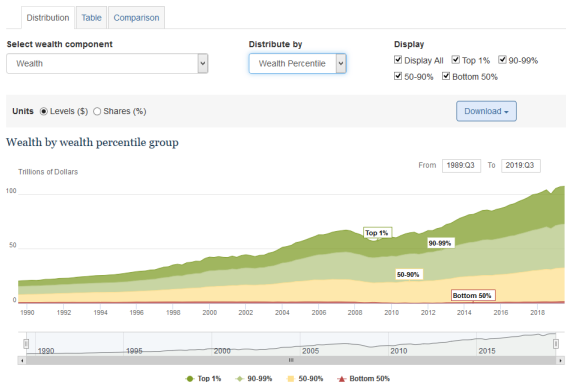 Distribution Table Comparison
Select wealth component Distribute by Display
Wealth Wealth Percentile Display All Top 1% 90-99%
50-90% Bottom 50%
Units Levels ($) Shares (%) Download
Wealth by wealth percentile group
From 1989:Q3 To 2019:Q3
Trillions of Dollars
100
Top 1%
90-99%
50
50-90%
Bottom 50%
0
1990 1992 1994 1996 1998 2000 2002 2004 2006 2008 2010 2012 2014 2016 2018
1990 1995 2000 2005 2010 2015
Top 1% 90-99% 50-90% Bottom 50%